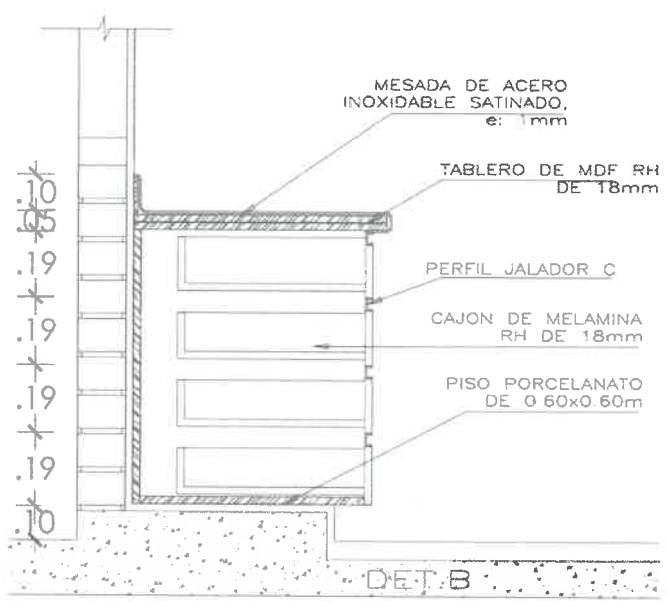 MESADA DE ACERO
INOXIDABLE SATINADO,
e: 1mm
TABLERO DE MDF RH
DE 18mm
PERFIL JALADOR C
CAJON DE MELAMINA
RH DE 18mm
PISO PORCELANATO
DE 0.60x0.60m
.10
.05
.19
.19
.19
.19
.10
DET.B